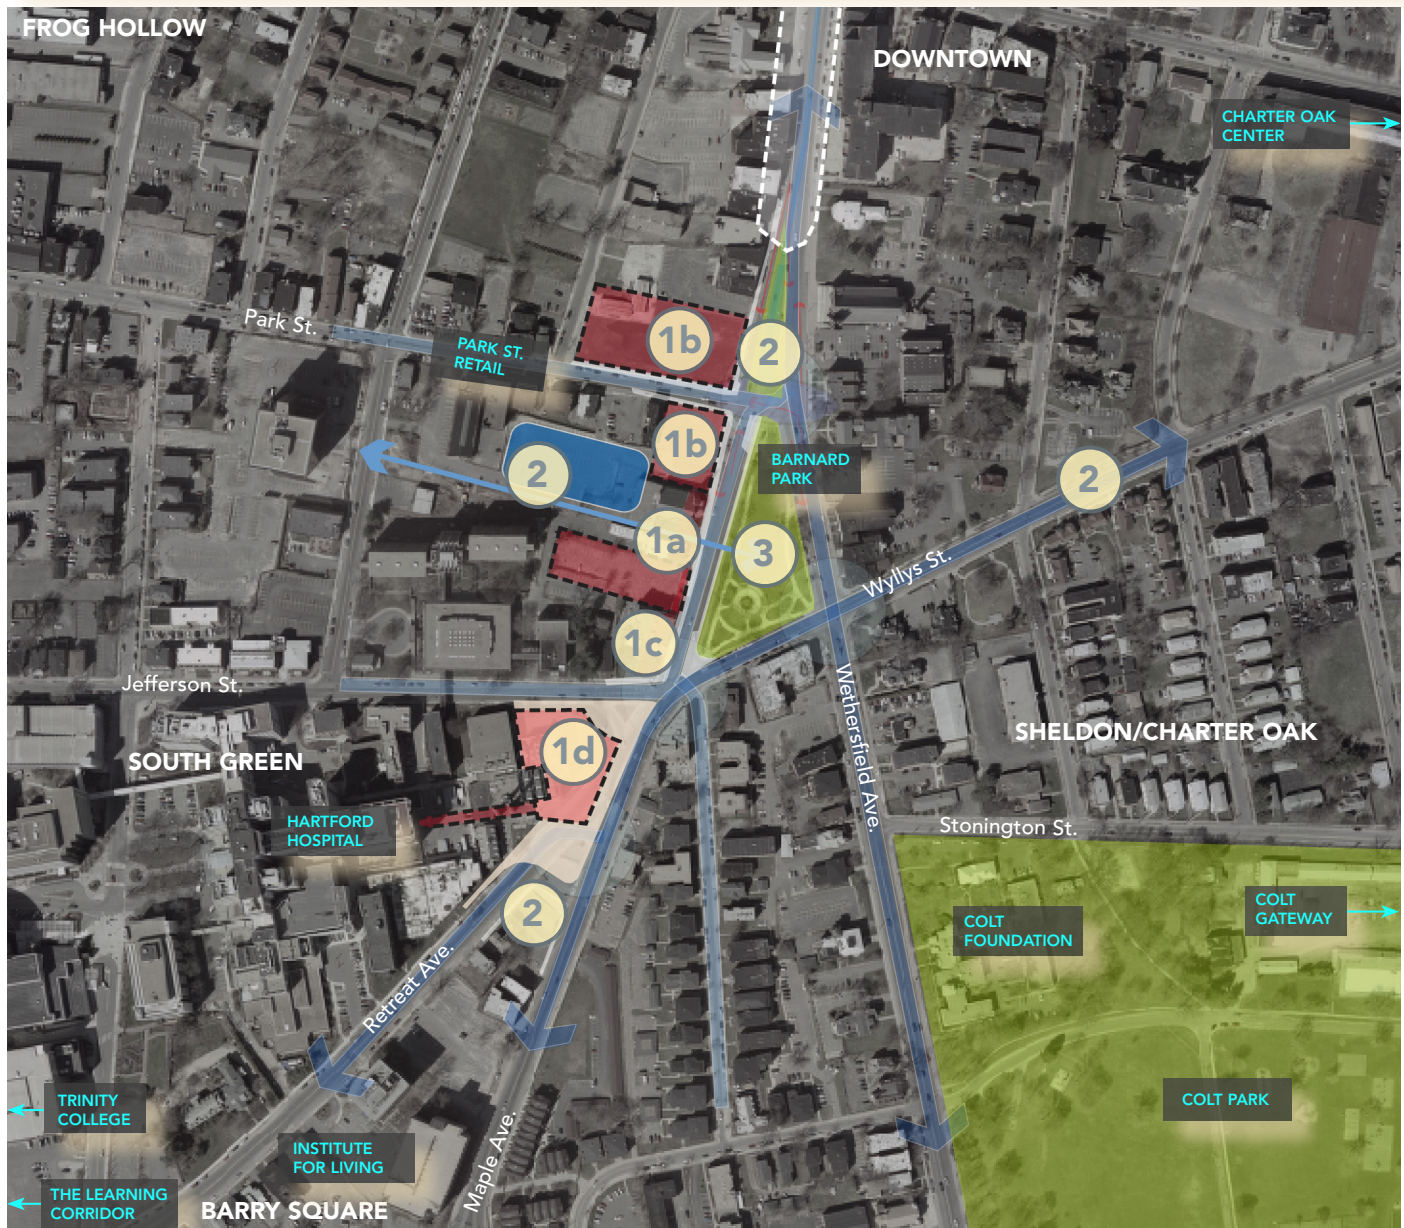 FROG HOLLOW
DOWNTOWN
CHARTER OAK
CENTER
Park St.
PARK ST.
RETAIL
1b
2
1b
BARNARD
PARK
2
2
1a
3
Wyllys St.
1c
Jefferson St.
Wethersfield Ave.
SHELDON/CHARTER OAK
SOUTH GREEN
1d
HARTFORD
HOSPITAL
Stonington St.
COLT
GATEWAY
COLT
FOUNDATION
2
Retreat Ave.
TRINITY
COLLEGE
COLT PARK
INSTITUTE
FOR LIVING
Maple Ave.
THE LEARNING
CORRIDOR
BARRY SQUARE